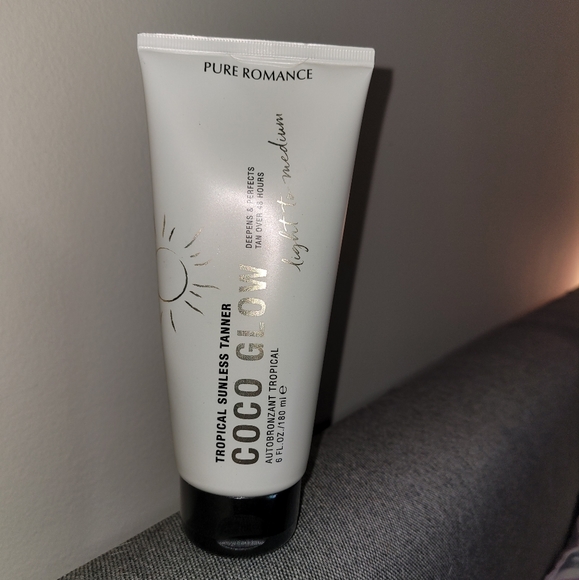 PURE ROMANCE
light to medium
DEEPENS & PERFECTS
TAN OVER 48 HOURS
TROPICAL SUNLESS TANNER
COCO GLOW
AUTOBRONZANT TROPICAL
6 FL.OZ./180 ml e